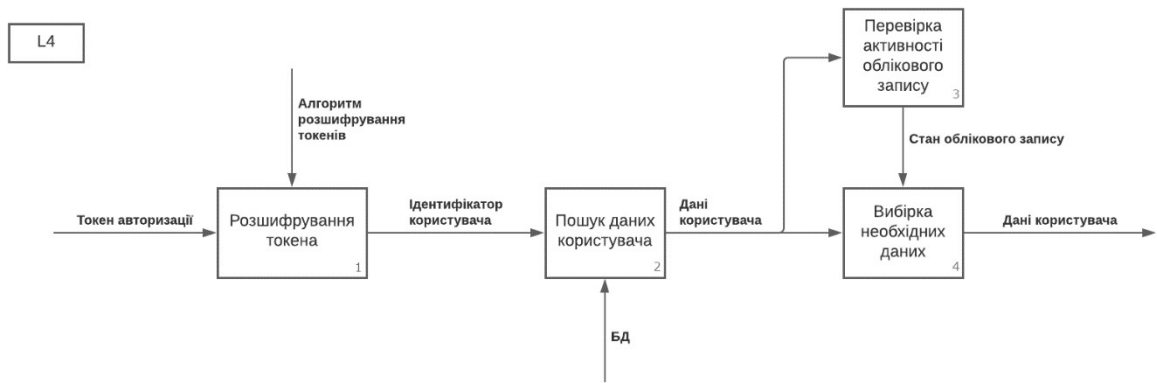 L4
Алгоритм
розшифрування
токенів
Токен авторизації
Розшифрування
токена
1
Ідентифікатор
користувача
Пошук даних
користувача
2
БД
Дані
користувача
Перевірка
активності
облікового
запису
3
Стан облікового запису
Вибірка
необхідних
даних
4
Дані користувача